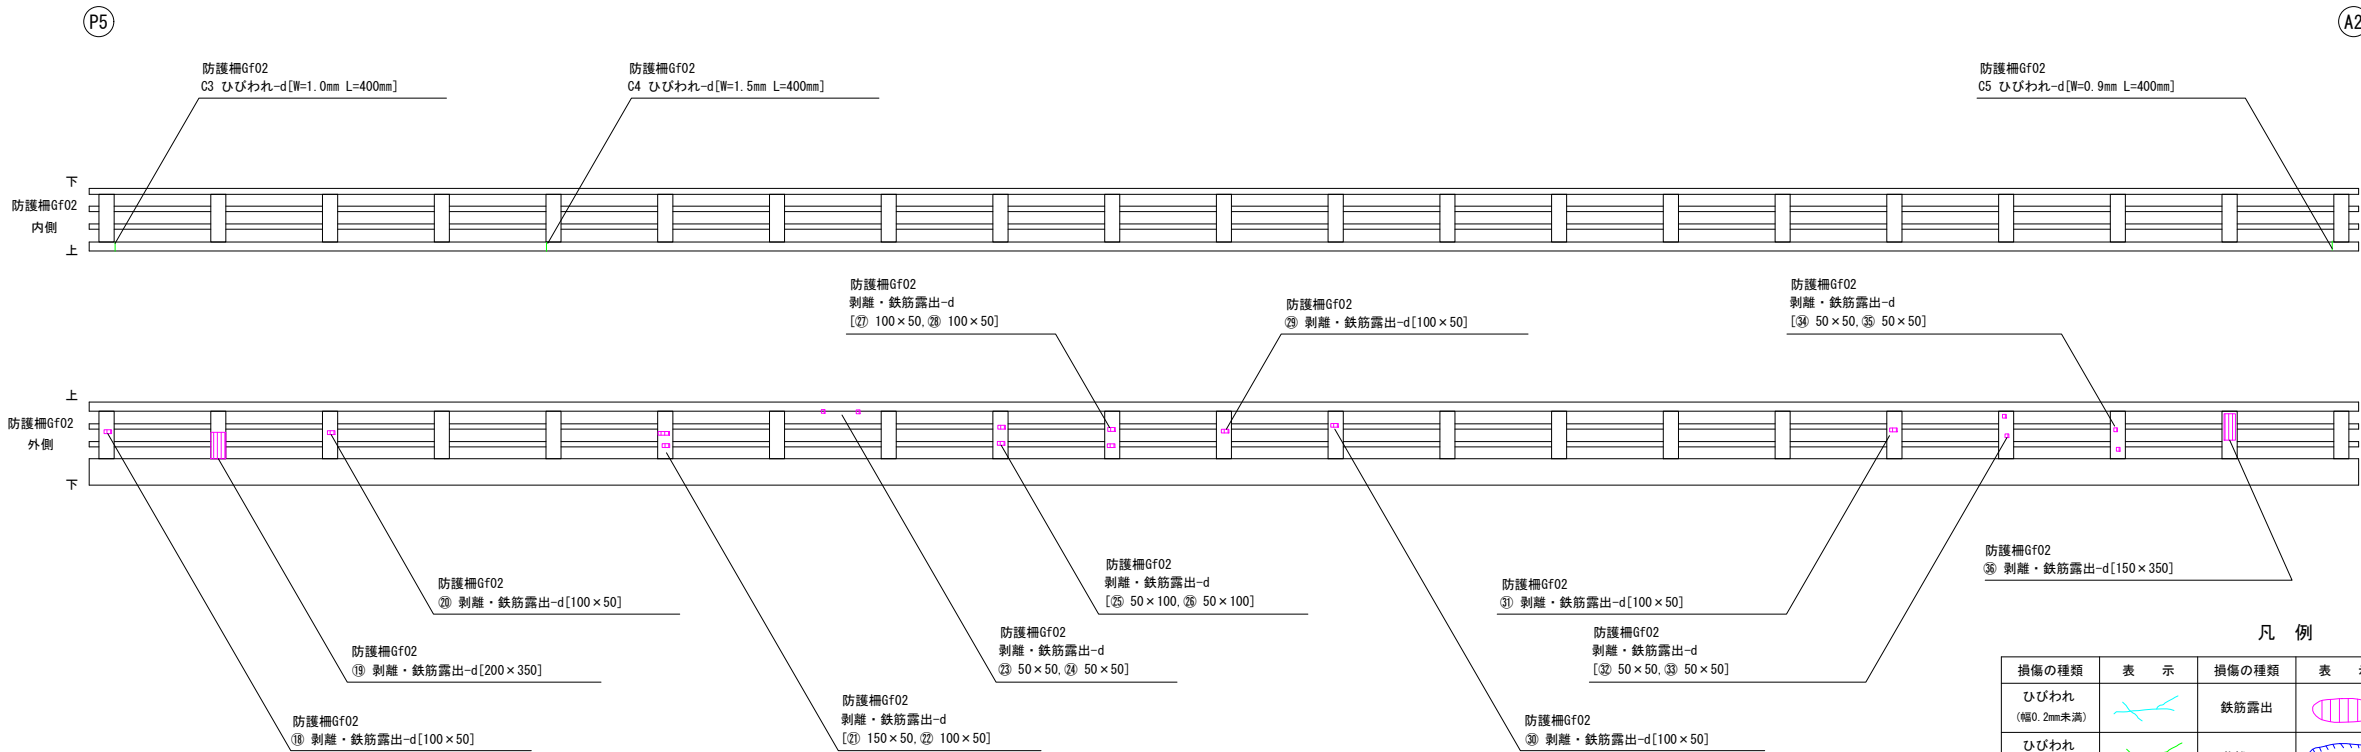 P5
A2
防護柵Gf02
C3 ひびわれ-d[W=1.0mm L=400mm]
防護柵Gf02
C4 ひびわれ-d[W=1.5mm L=400mm]
防護柵Gf02
C5 ひびわれ-d[W=0.9mm L=400mm]
下
防護柵Gf02
内側
上
防護柵Gf02
剥離・鉄筋露出-d
[㉗ 100×50,㉘ 100×50]
防護柵Gf02
㉙ 剥離・鉄筋露出-d[100×50]
防護柵Gf02
剥離・鉄筋露出-d
[㉞ 50×50,㉟ 50×50]
上
防護柵Gf02
外側
下
防護柵Gf02
⑳ 剥離・鉄筋露出-d[100×50]
防護柵Gf02
剥離・鉄筋露出-d
[㉕ 50×100,㉖ 50×100]
防護柵Gf02
㉛ 剥離・鉄筋露出-d[100×50]
防護柵Gf02
㊱ 剥離・鉄筋露出-d[150×350]
防護柵Gf02
⑲ 剥離・鉄筋露出-d[200×350]
防護柵Gf02
剥離・鉄筋露出-d
㉓ 50×50,㉔ 50×50]
防護柵Gf02
剥離・鉄筋露出-d
[㉜ 50×50,㉝ 50×50]
防護柵Gf02
⑱ 剥離・鉄筋露出-d[100×50]
防護柵Gf02
剥離・鉄筋露出-d
[㉑ 150×50,㉒ 100×50]
防護柵Gf02
㉚ 剥離・鉄筋露出-d[100×50]
凡 例
損傷の種類 表 示 損傷の種類 表
ひびわれ
(幅0.2mm未満)
鉄筋露出
ひびわれ